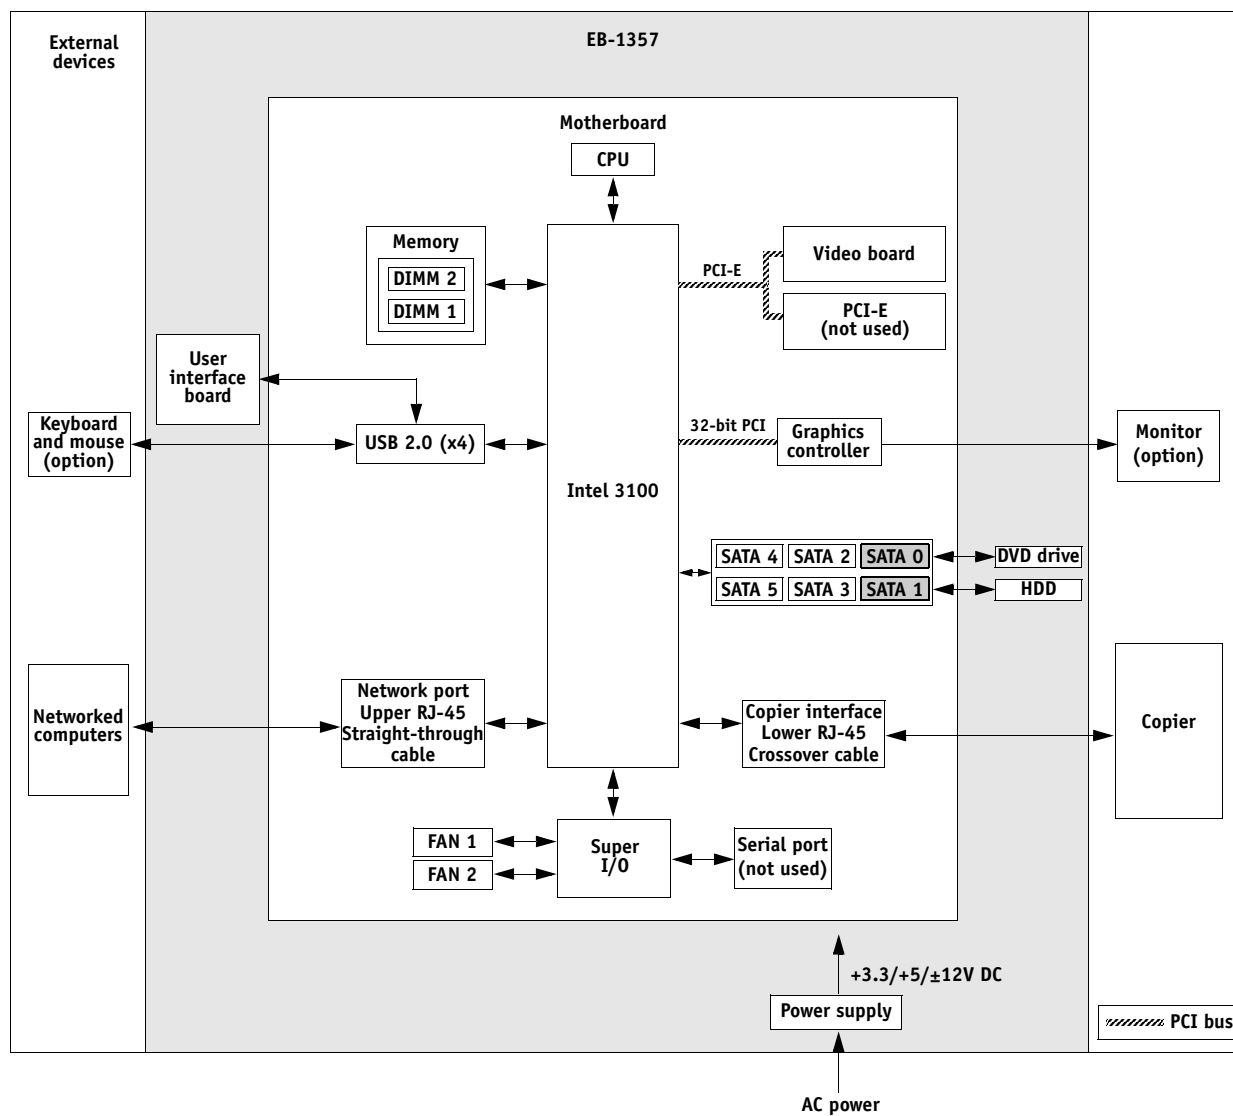 External
devices
EB-1357
Motherboard
CPU
Memory
DIMM 2
DIMM 1
PCI-E
Video board
PCI-E
(not used)
User
interface
board
Keyboard
and mouse
(option)
USB 2.0 (x4)
32-bit PCI
Graphics
controller
Monitor
(option)
Intel 3100
SATA 4
SATA 2
SATA 0
DVD drive
SATA 5
SATA 3
SATA 1
HDD
Networked
computers
Network port
Upper RJ-45
Straight-through
cable
Copier interface
Lower RJ-45
Crossover cable
Copier
FAN 1
FAN 2
Super
I/O
Serial port
(not used)
+3.3/+5/±12V DC
Power supply
PCI bus
AC power